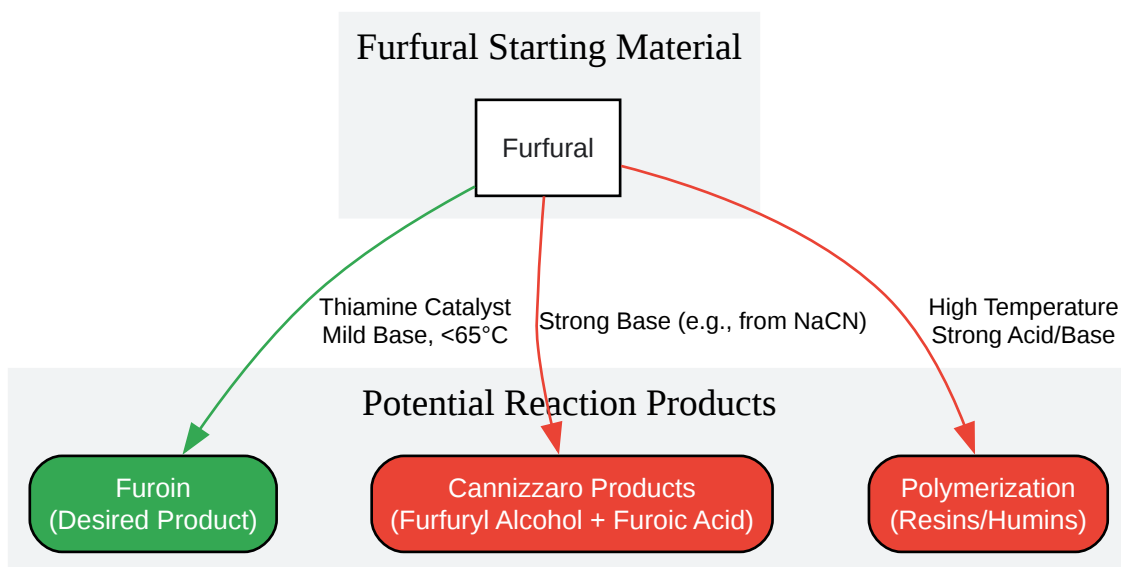 Furfural Starting Material
Furfural
Thiamine Catalyst
Mild Base, <65°C
Strong Base (e.g., from NaCN)
High Temperature
Strong Acid/Base
Potential Reaction Products
Furoin
(Desired Product)
Cannizzaro Products
(Furfuryl Alcohol + Furoic Acid)
Polymerization
(Resins/Humins)